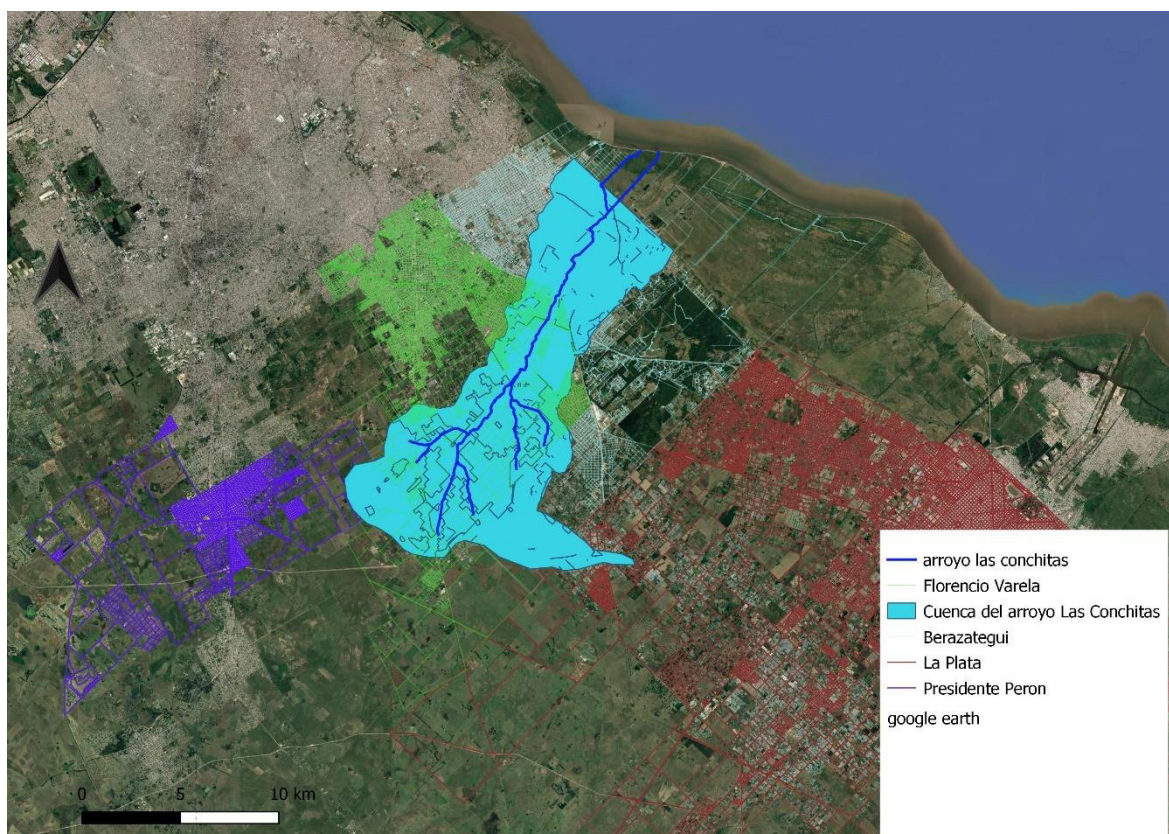 arroyo las conchitas
Florencio Varela
Cuenca del arroyo Las Conchitas
Berazategui
La Plata
Presidente Peron
google earth
0 5 10 km